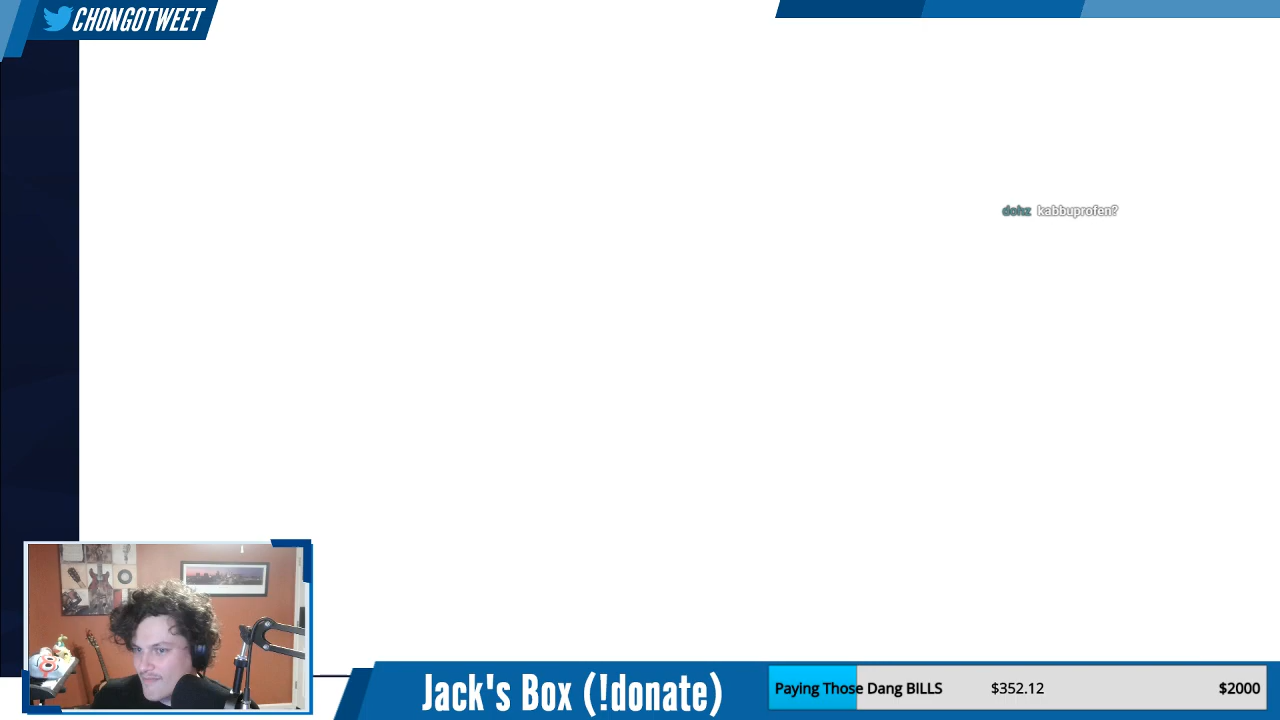 CHONGOTWEET
dohz kabbuprofen?
Jack's Box (!donate)
Paying Those Dang BILLS $352.12 $2000